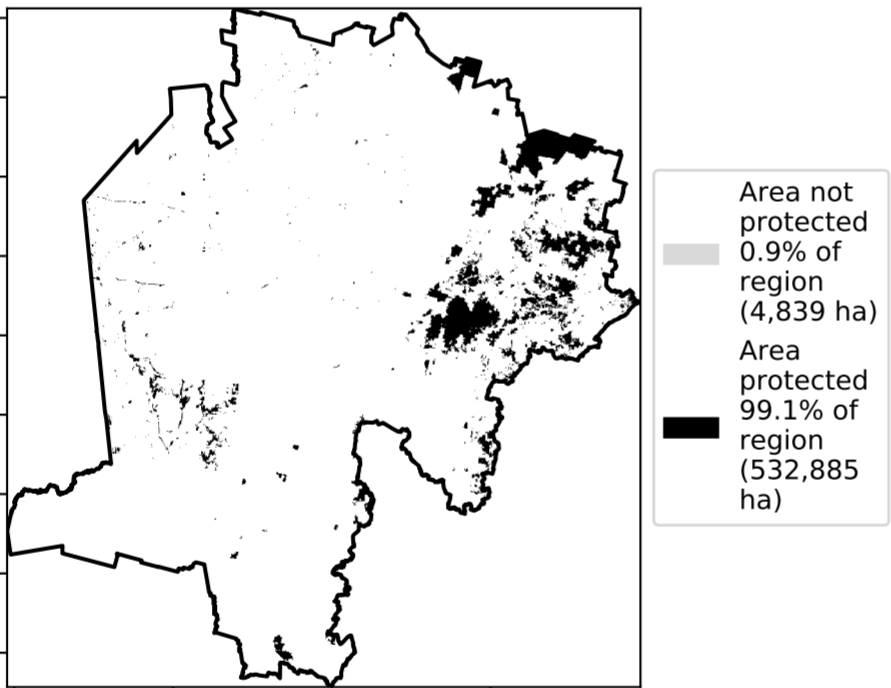 Area not
protected
0.9% of
region
(4,839 ha)
Area
protected
99.1% of
region
(532,885
ha)